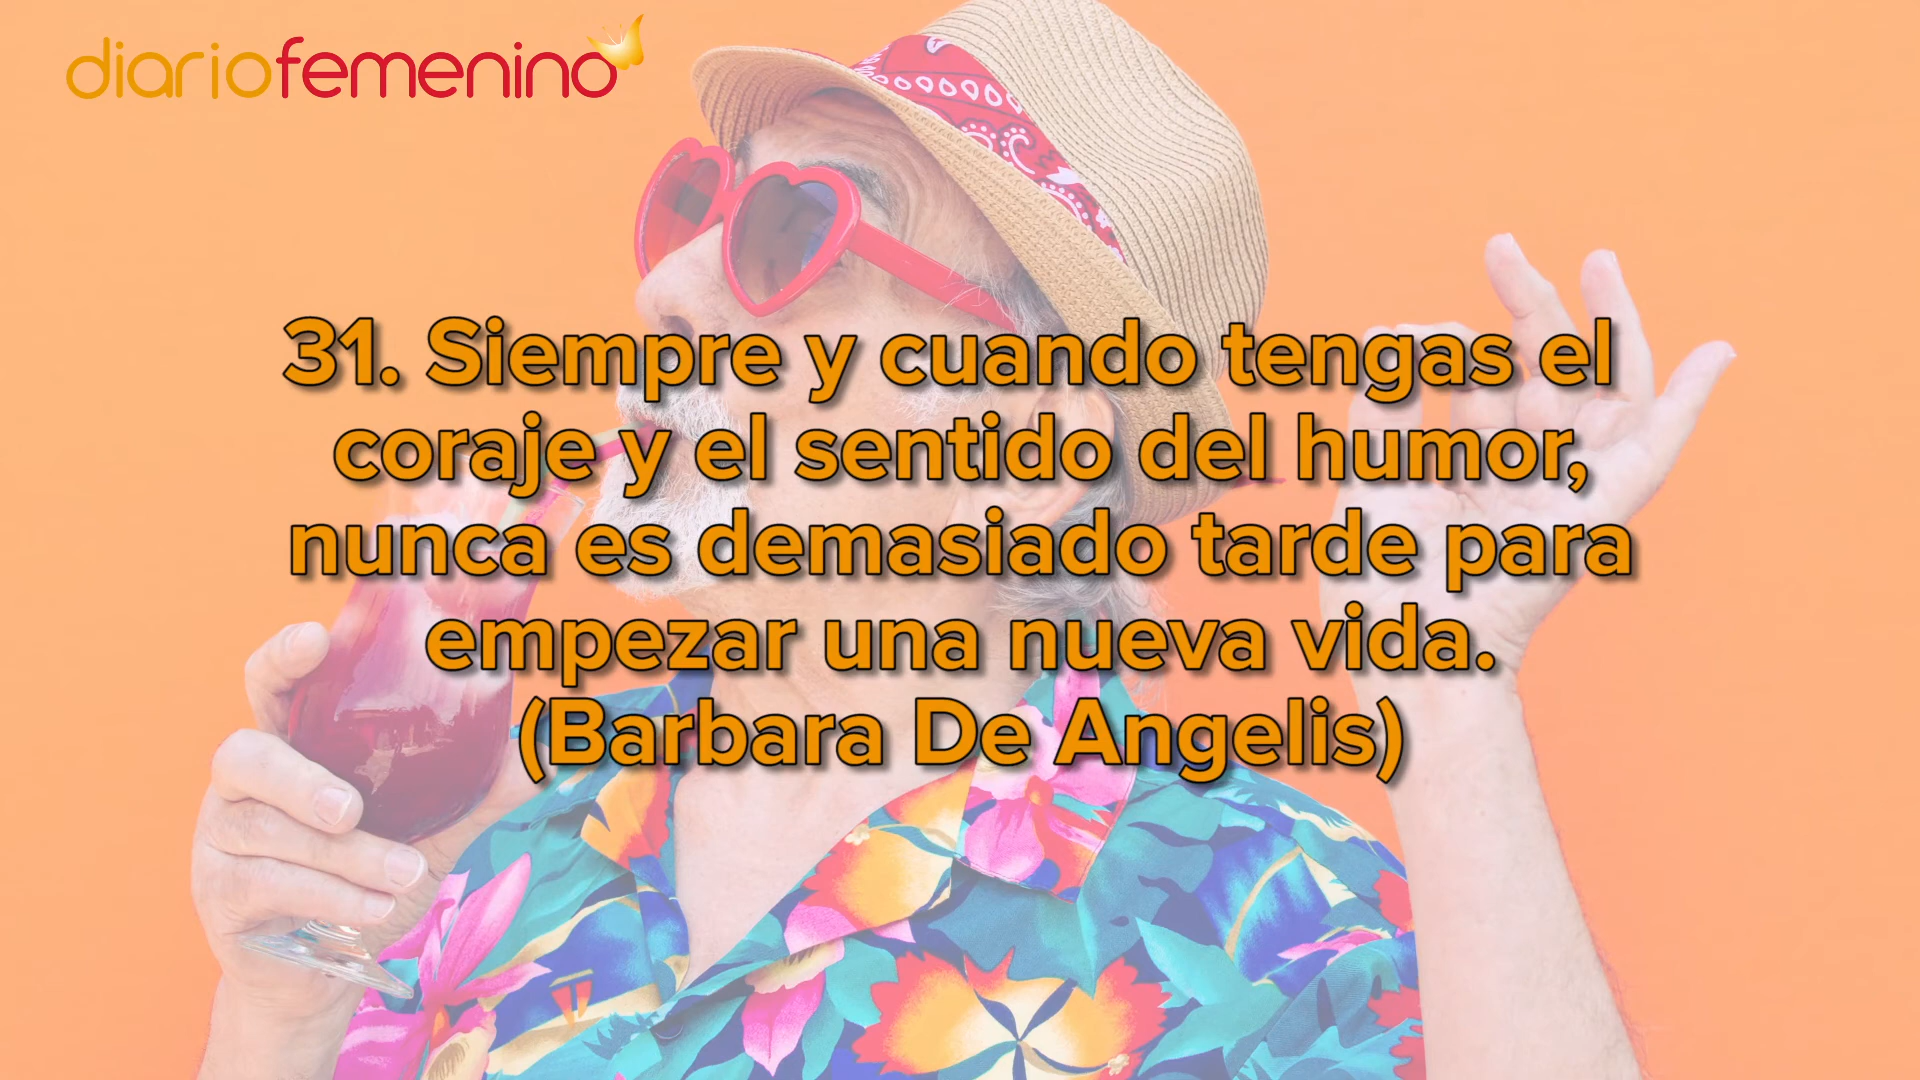 diariofemenino
31. Siempre y cuando tengas el
coraje y el sentido del humor,
nunca es demasiado tarde para
empezar una nueva vida.
(Barbara De Angelis)